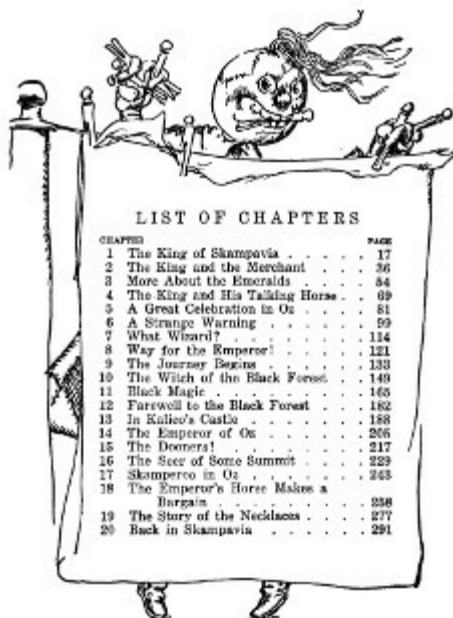 LIST OF CHAPTERS
CHAPTER PAGE
1 The King of Skampavia . . . . . 17
2 The King and the Merchant . . . . 36
3 More About the Emeralds . . . . 54
4 The King and His Talking Horse . . 69
5 A Great Celebration in Oz . . . . 81
6 A Strange Warning . . . . . . 99
7 What Wizard? . . . . . . . 114
8 Way for the Emperor! . . . . . 121
9 The Journey Begins . . . . . . 133
10 The Witch of the Black Forest . . . 149
11 Black Magic . . . . . . . . 165
12 Farewell to the Black Forest . . . 182
13 In Kaliko's Castle . . . . . . 188
14 The Emperor of Oz . . . . . . 205
15 The Dooners! . . . . . . . 217
16 The Seer of Some Summit . . . . 229
17 Skamperoo in Oz . . . . . . . 243
18 The Emperor's Horse Makes a
Bargain . . . . . . . . 258
19 The Story of the Necklaces . . . . 277
20 Back in Skampavia . . . . . . 291